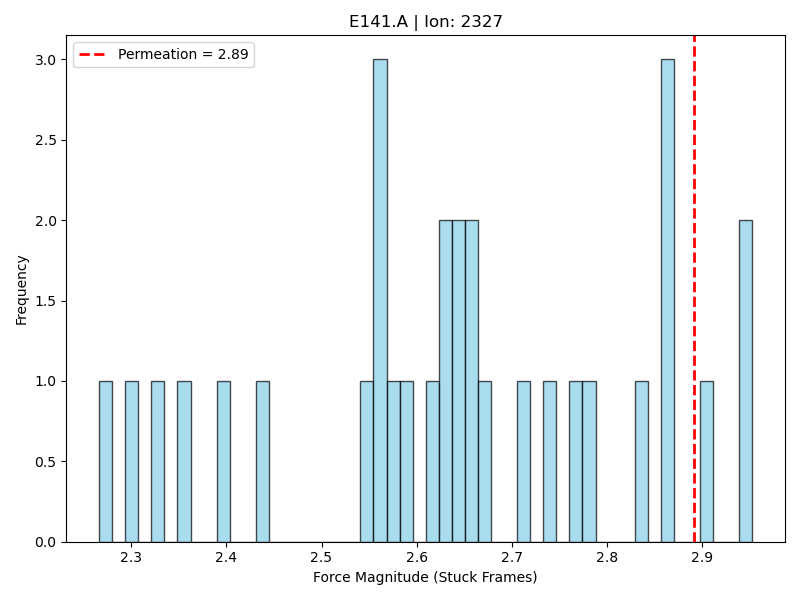 E141.A | Ion: 2327
Permeation = 2.89
3.0
2.5
2.0
1.5
1.0
0.5
0.0
Frequency
2.3 2.4 2.5 2.6 2.7 2.8 2.9
Force Magnitude (Stuck Frames)